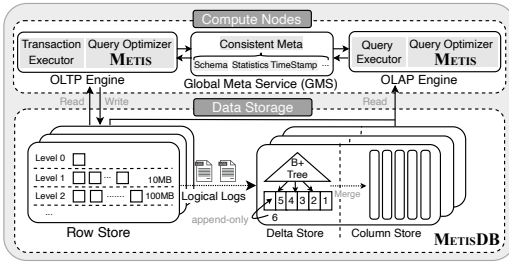 Compute Nodes
Transaction Executor
Query Optimizer
METIS
OLTP Engine
Consistent Meta
Schema Statistics TimeStamp ...
Global Meta Service (GMS)
Query Executor
Query Optimizer
METIS
OLAP Engine
Read
Write
Read
Data Storage
Level 0
Level 1 ... 10MB
Level 2 ....... 100MB
...
Row Store
Logical Logs
append-only
B+
Tree
5 4 3 2 1
6
Delta Store
Merge
Column Store
METISDB